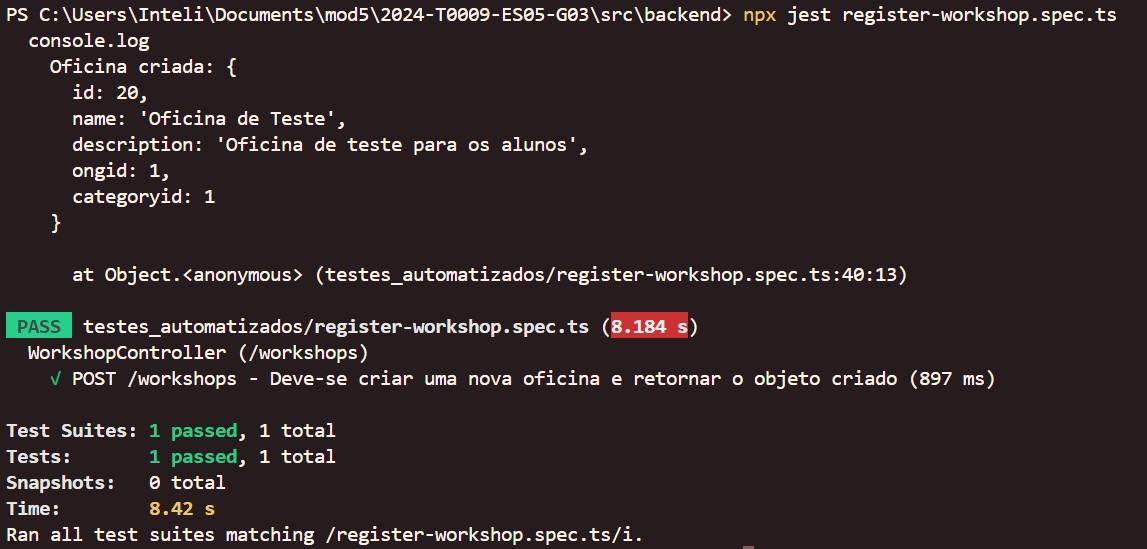 PS C:\Users\Inteli\Documents\mod5\2024-T0009-ES05-G03\src\backend> npx jest register-workshop.spec.ts
console.log
Oficina criada: {
id: 20,
name: 'Oficina de Teste',
description: 'Oficina de teste para os alunos',
ongid: 1,
categoryid: 1
}
at Object.<anonymous> (testes_automatizados/register-workshop.spec.ts:40:13)
PASS testes_automatizados/register-workshop.spec.ts (8.184 s)
WorkshopController (/workshops)
√ POST /workshops - Deve-se criar uma nova oficina e retornar o objeto criado (897 ms)
Test Suites: 1 passed, 1 total
Tests: 1 passed, 1 total
Snapshots: 0 total
Time: 8.42 s
Ran all test suites matching /register-workshop.spec.ts/i.